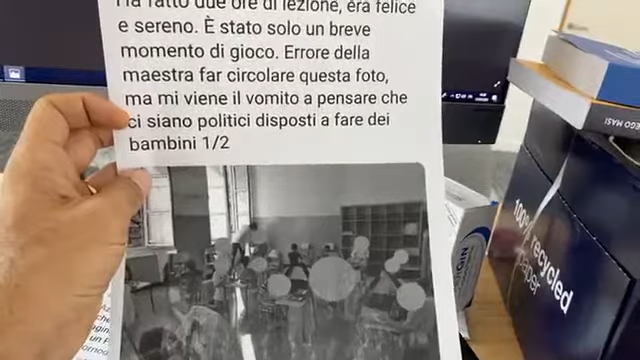 Ha fatto due ore di lezione, era felice
e sereno. È stato solo un breve
momento di gioco. Errore della
maestra far circolare questa foto,
ma mi viene il vomito a pensare che
ci siano politici disposti a fare dei
bambini 1/2
EGO MASI
100% recycled
paper